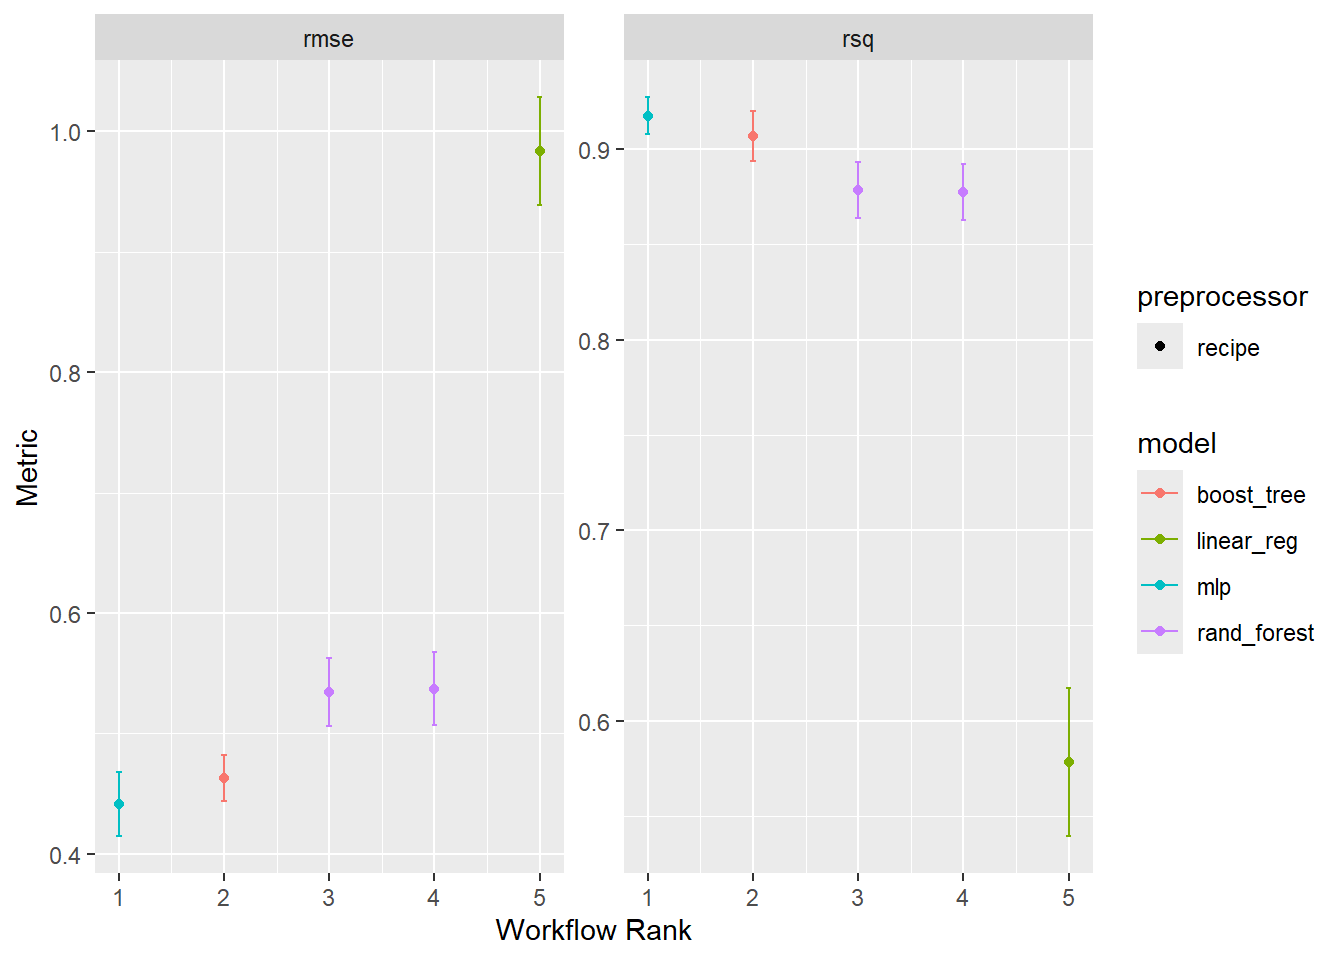 rmse
rsq
Metric
1.0
0.8
0.6
0.4
0.9
0.8
0.7
0.6
1 2 3 4 5
1 2 3 4 5
Workflow Rank
preprocessor
recipe
model
boost_tree
linear_reg
mlp
rand_forest